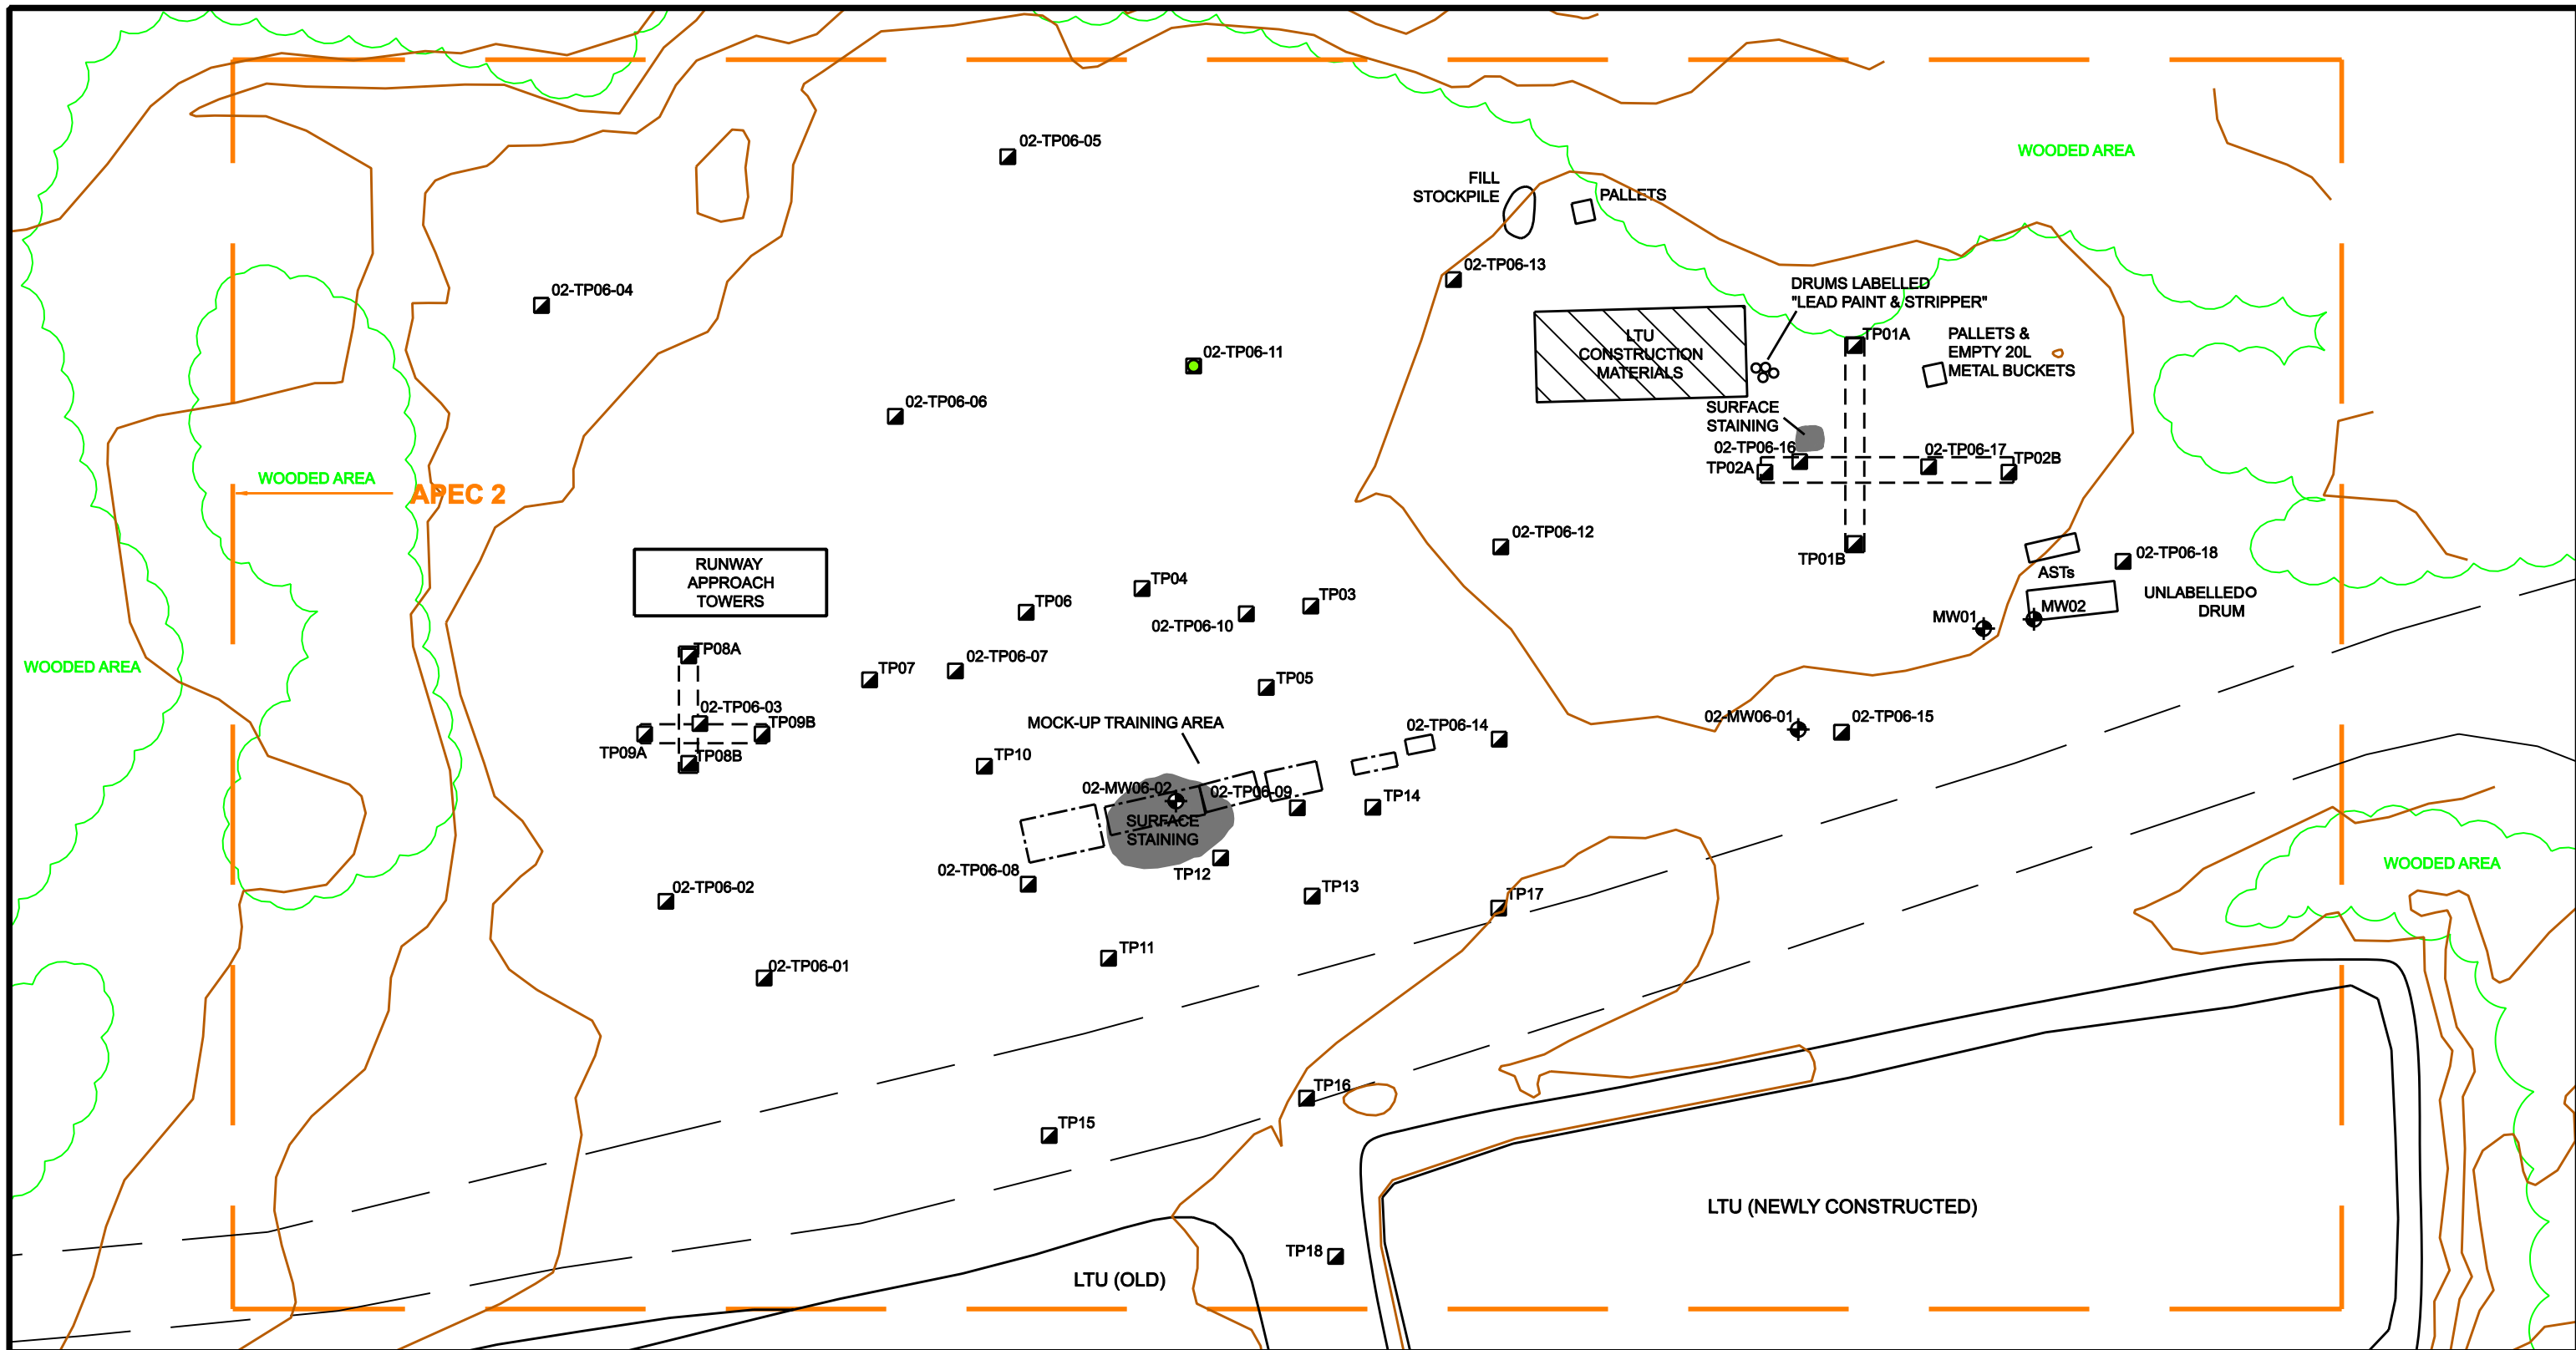 02-TP06-05
WOODED AREA
FILL
STOCKPILE
PALLETS
02-TP06-13
02-TP06-04
DRUMS LABELLED
"LEAD PAINT & STRIPPER"
TP01A
PALLETS &
EMPTY 20L
METAL BUCKETS
LTU
CONSTRUCTION
MATERIALS
02-TP06-11
02-TP06-06
SURFACE
STAINING
02-TP06-16
02-TP06-17
TP02A
TP02B
WOODED AREA
APEC 2
02-TP06-12
TP01B
02-TP06-18
ASTs
UNLABELLED
DRUM
MW02
MW01
RUNWAY
APPROACH
TOWERS
TP04
TP06
TP03
02-TP06-10
WOODED AREA
TP08A
02-TP06-07
TP07
TP05
02-TP06-03
TP09B
TP09A
TP08B
MOCK-UP TRAINING AREA
02-TP06-14
02-MW06-01
02-TP06-15
TP10
02-MW06-02
02-TP06-09
TP14
SURFACE
STAINING
WOODED AREA
02-TP06-08
TP12
02-TP06-02
TP13
TP17
TP11
02-TP06-01
TP16
TP15
LTU (NEWLY CONSTRUCTED)
TP18
LTU (OLD)